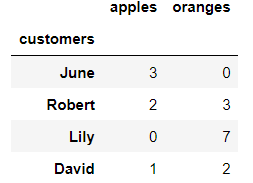 apples oranges
customers
June 3 0
Robert 2 3
Lily 0 7
David 1 2